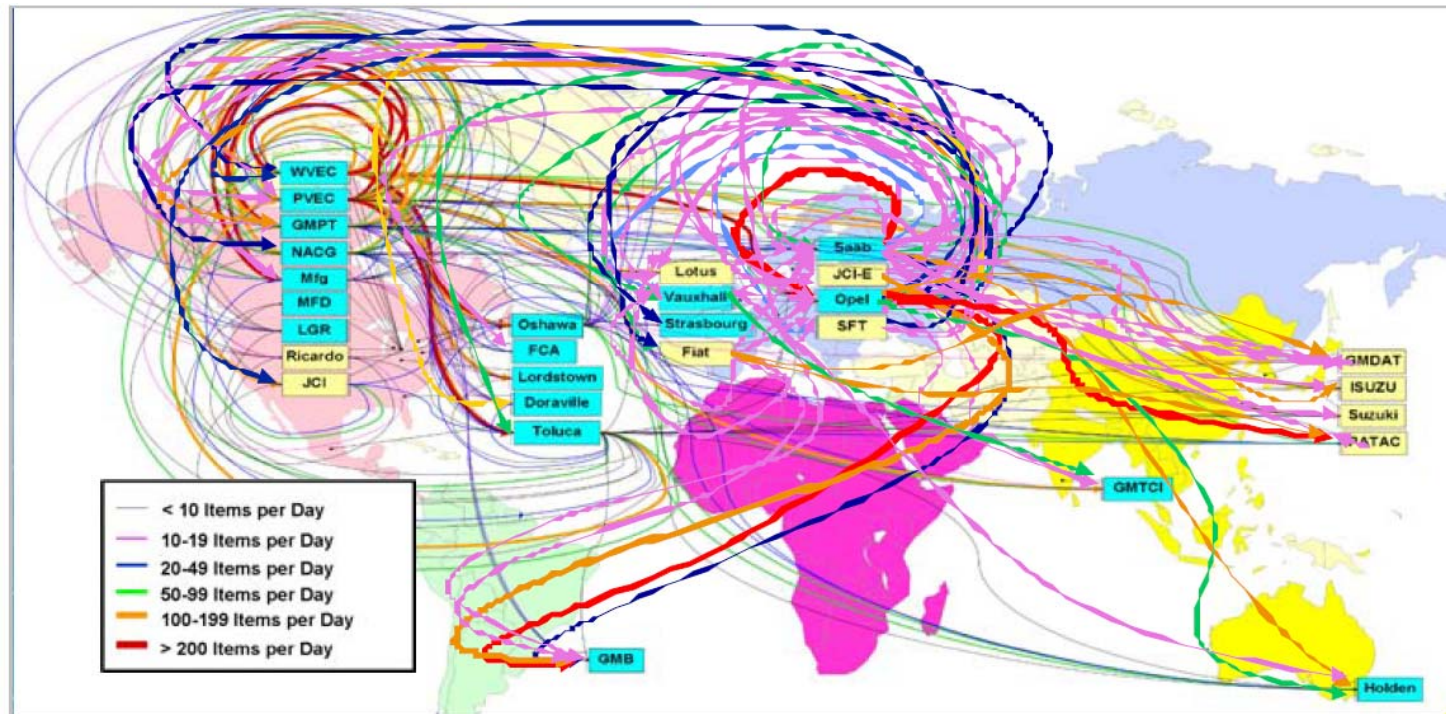 WVEC
PVEC
GMPT
NACG
Mfg
MFD
LGR
Ricardo
JCI
Oshawa
FCA
Lordstown
Doraville
Toluca
Lotus
Vauxhall
Strasbourg
Fiat
Saab
JCI-E
Opel
SFT
GMDAT
ISUZU
Suzuki
PATAC
GMTCI
GMB
Holden
< 10 Items per Day
10-19 Items per Day
20-49 Items per Day
50-99 Items per Day
100-199 Items per Day
> 200 Items per Day